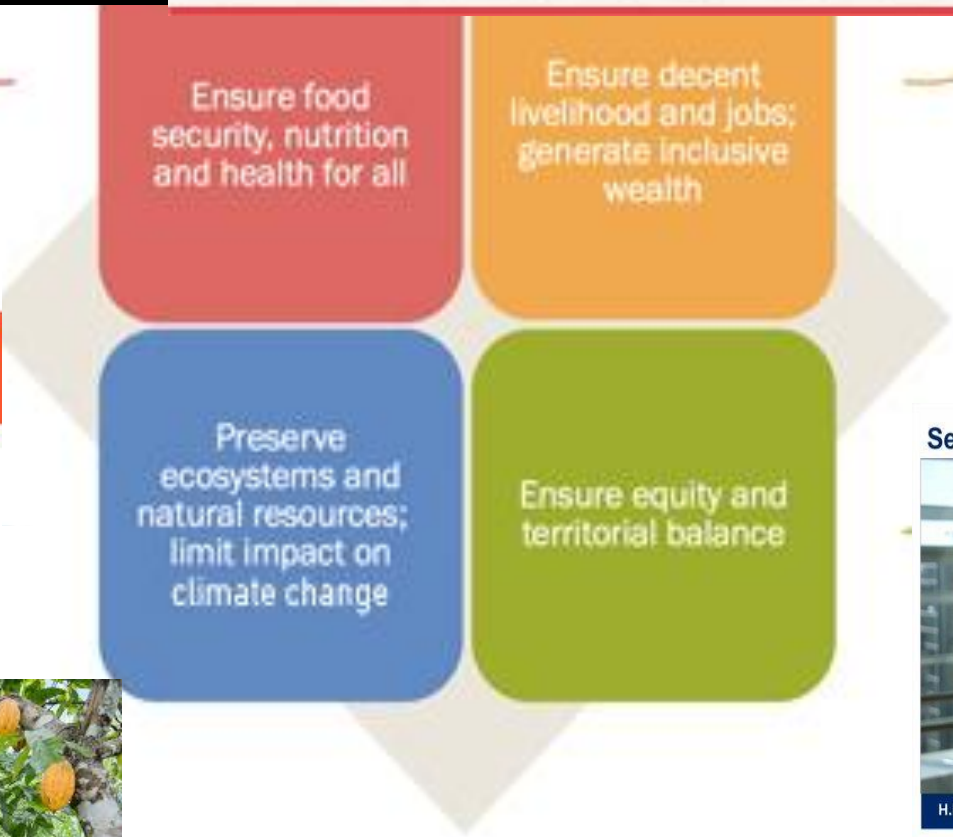 Ensure food
security, nutrition
and health for all
Ensure decent
livelihood and jobs;
generate inclusive
wealth
Preserve
ecosystems and
natural resources;
limit impact on
climate change
Ensure equity and
territorial balance
Se
H.